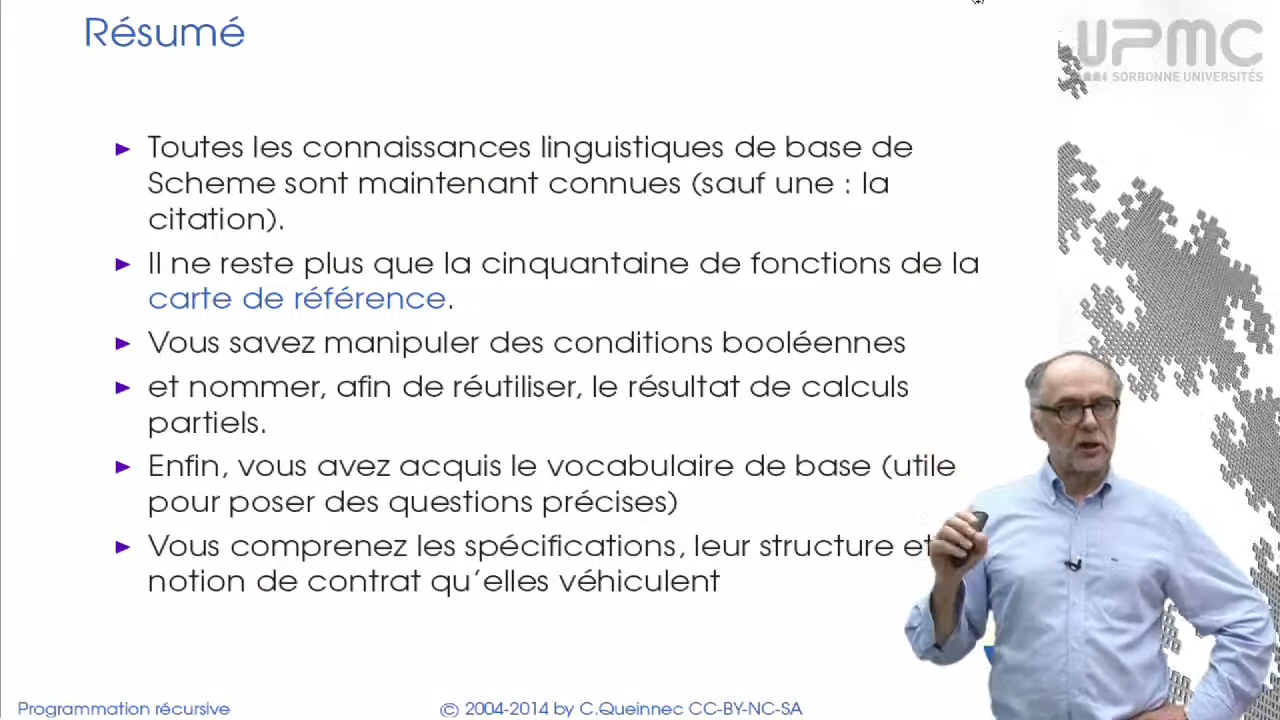 Résumé
UPMC
SORBONNE UNIVERSITÉS
Toutes les connaissances linguistiques de base de
Scheme sont maintenant connues (sauf une : la
citation).
Il ne reste plus que la cinquantaine de fonctions de la
carte de référence.
Vous savez manipuler des conditions booléennes
et nommer, afin de réutiliser, le résultat de calculs
partiels.
Enfin, vous avez acquis le vocabulaire de base (utile
pour poser des questions précises)
Vous comprenez les spécifications, leur structure et
notion de contrat qu'elles véhiculent
Programmation récursive
© 2004-2014 by C.Queinnec CC-BY-NC-SA